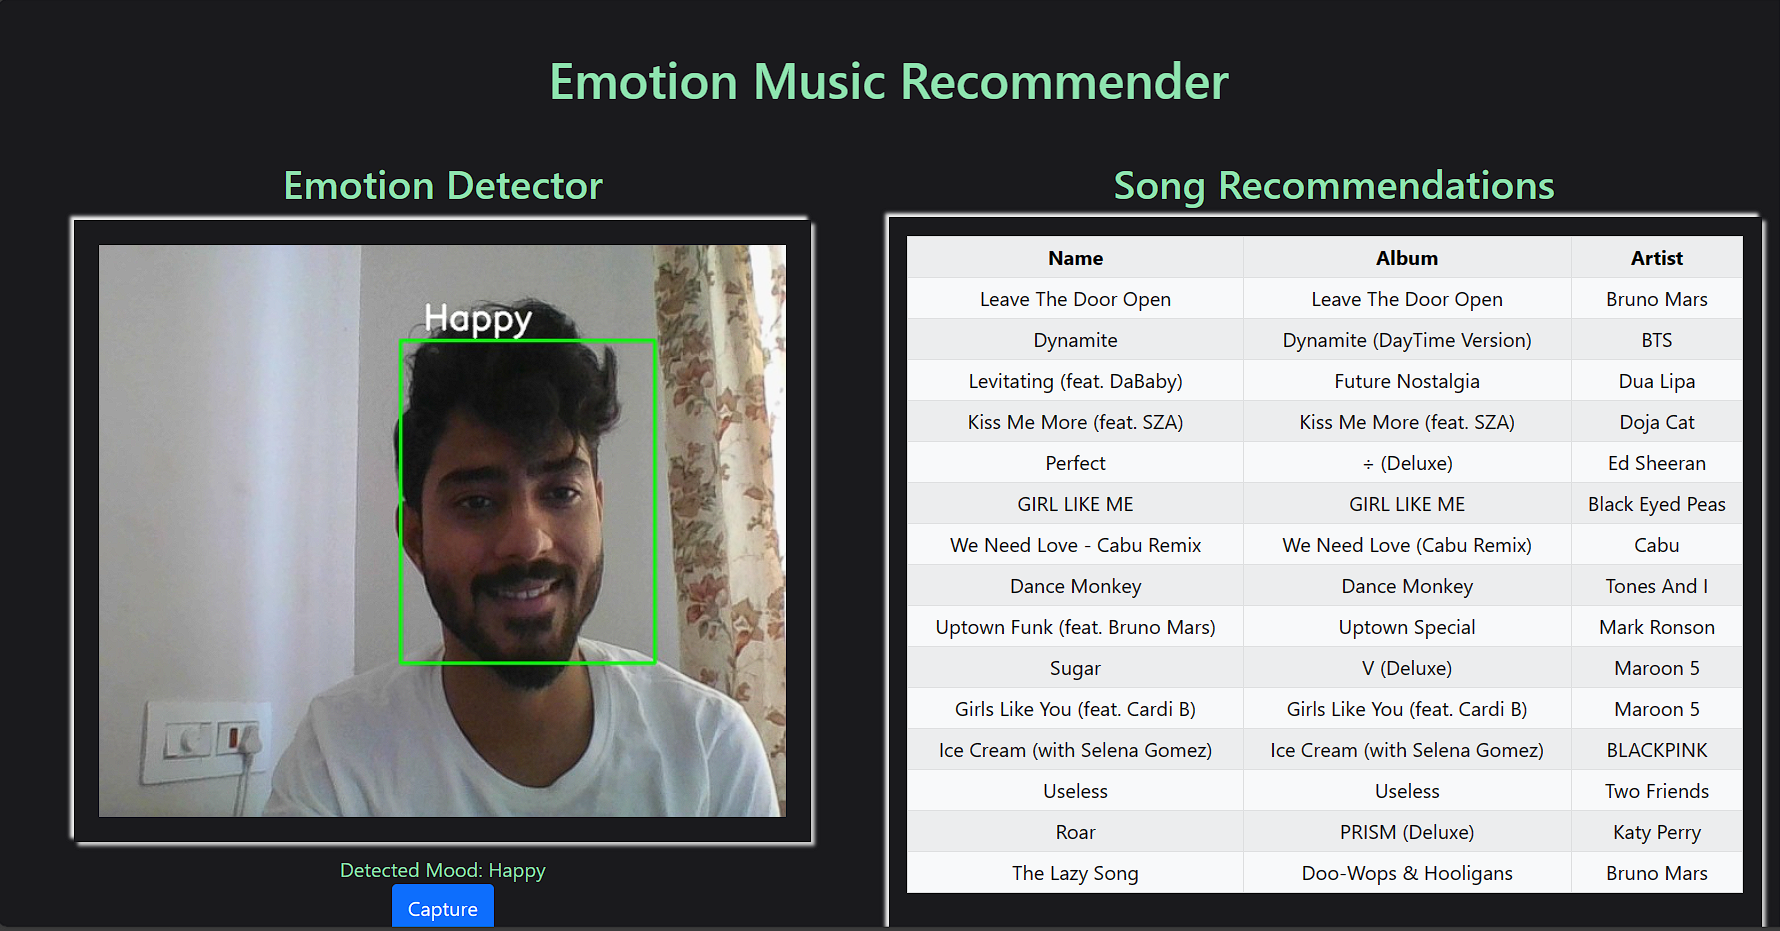 Emotion Music Recommender
Emotion Detector
Happy
Detected Mood: Happy
Capture
Song Recommendations
Name Album Artist
Leave The Door Open Leave The Door Open Bruno Mars
Dynamite Dynamite (DayTime Version) BTS
Levitating (feat. DaBaby) Future Nostalgia Dua Lipa
Kiss Me More (feat. SZA) Kiss Me More (feat. SZA) Doja Cat
Perfect ÷ (Deluxe) Ed Sheeran
GIRL LIKE ME GIRL LIKE ME Black Eyed Peas
We Need Love - Cabu Remix We Need Love (Cabu Remix) Cabu
Dance Monkey Dance Monkey Tones And I
Uptown Funk (feat. Bruno Mars) Uptown Special Mark Ronson
Sugar V (Deluxe) Maroon 5
Girls Like You (feat. Cardi B) Girls Like You (feat. Cardi B) Maroon 5
Ice Cream (with Selena Gomez) Ice Cream (with Selena Gomez) BLACKPINK
Useless Useless Two Friends
Roar PRISM (Deluxe) Katy Perry
The Lazy Song Doo-Wops & Hooligans Bruno Mars